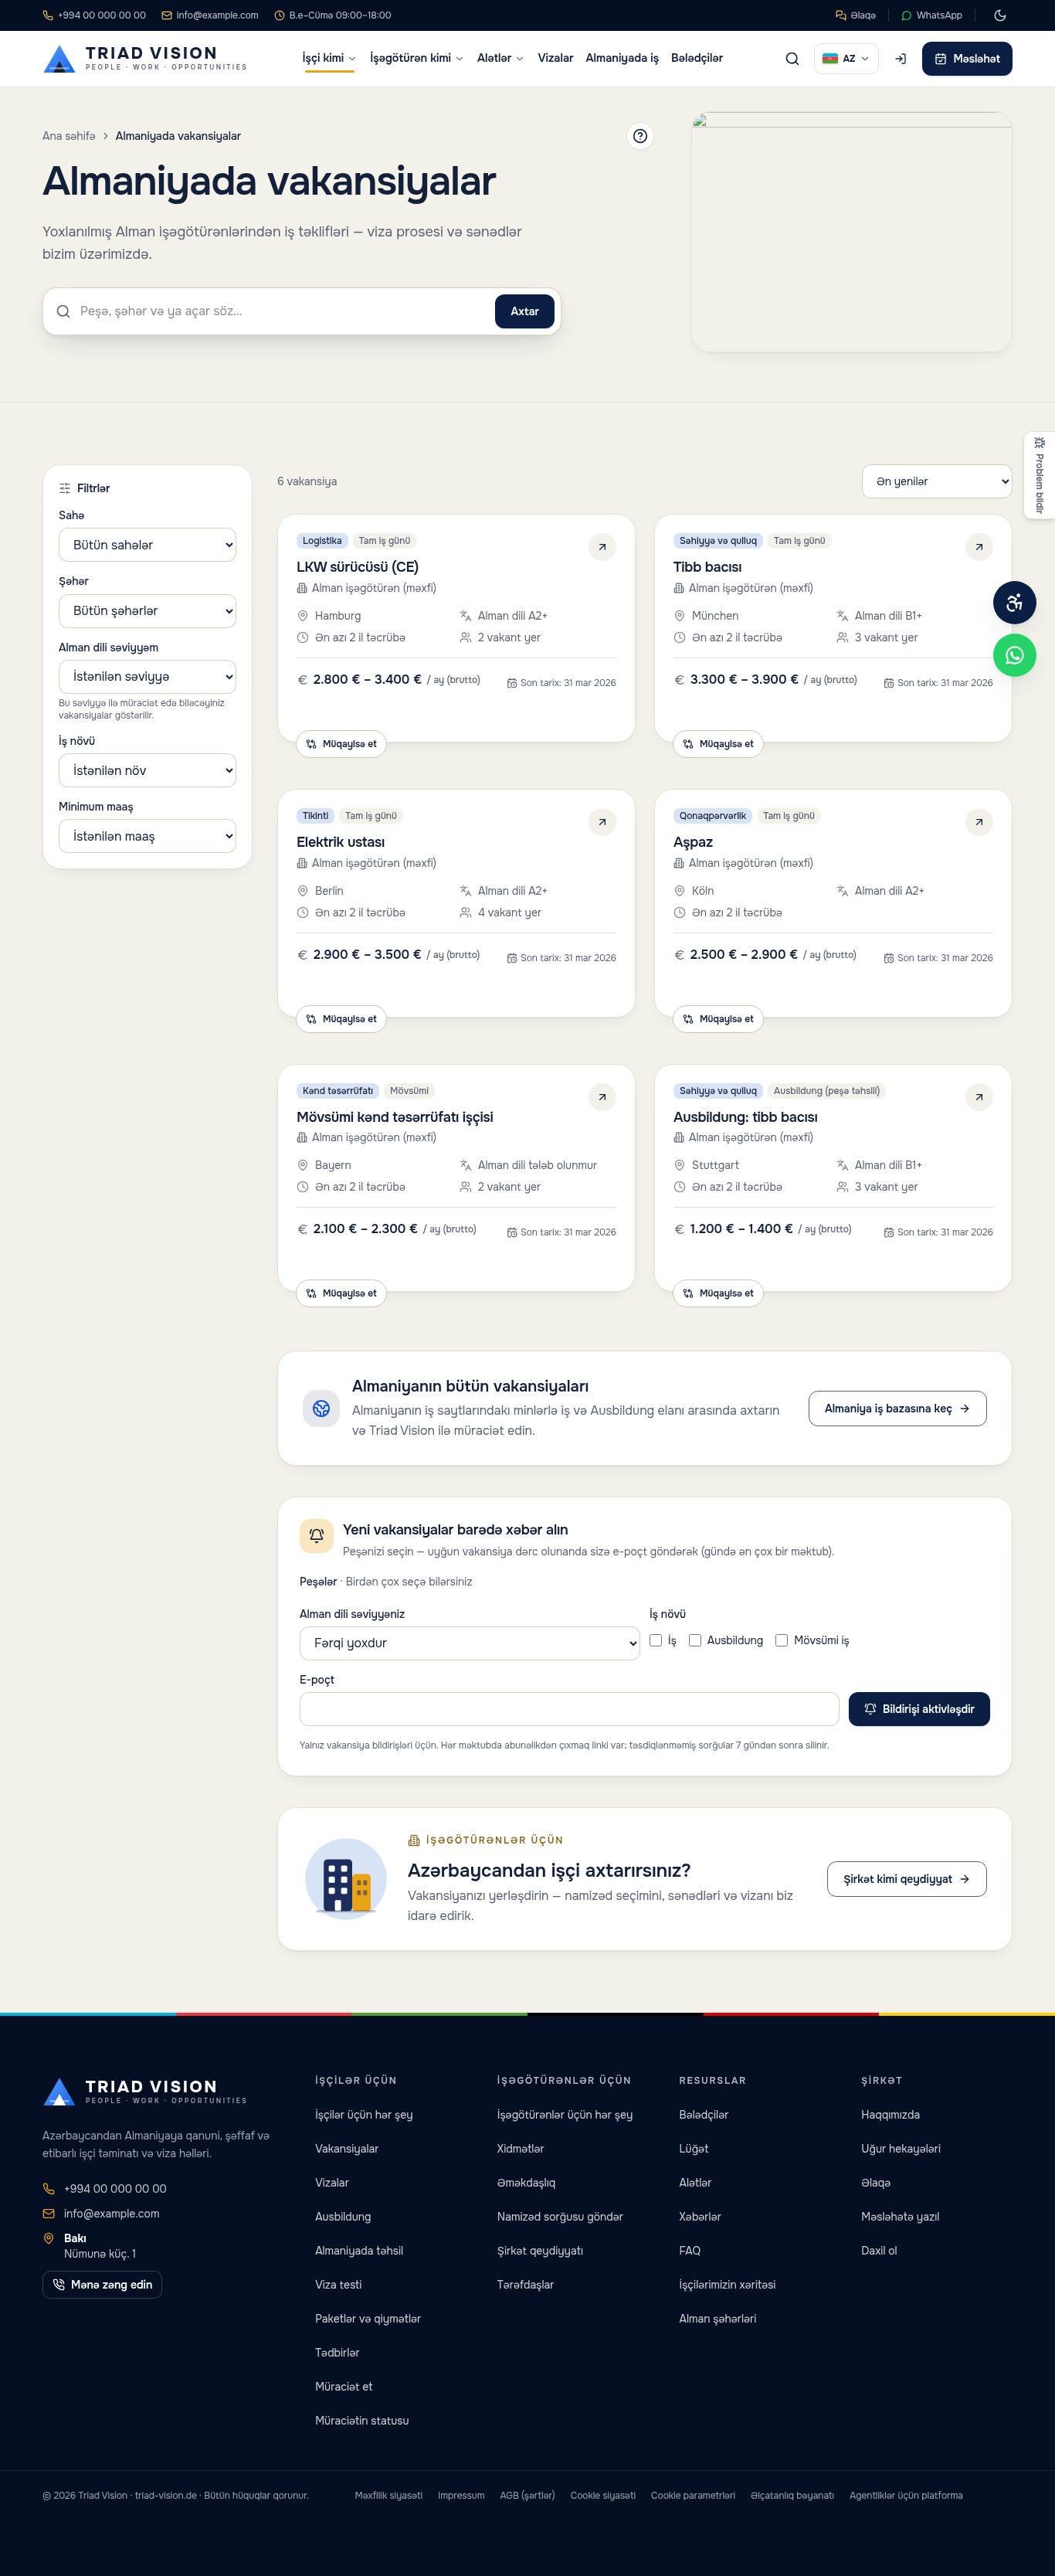 +994 00 000 00 00 info@example.com B.e–Cümə 09:00–18:00 Əlaqə WhatsApp
TRIAD VISION
PEOPLE · WORK · OPPORTUNITIES
İşçi kimi İşəgötürən kimi Alətlər Vizalar Almaniyada iş Bələdçilər AZ Məsləhət
Ana səhifə > Almaniyada vakansiyalar
Almaniyada vakansiyalar
Yoxlanılmış Alman işəgötürənlərindən iş təklifləri — viza prosesi və sənədlər
bizim üzərimizdə.
Peşə, şəhər və ya açar söz... Axtar
Problem bildir
Filtrlər
Sahə
Bütün sahələr
Şəhər
Bütün şəhərlər
Alman dili səviyyəm
İstənilən səviyyə
Bu səviyyə ilə müraciət edə biləcəyiniz
vakansiyalar göstərilir.
İş növü
İstənilən növ
Minimum maaş
İstənilən maaş
6 vakansiya Ən yenilər
Logistika Tam iş günü
LKW sürücüsü (CE)
Alman işəgötürən (məxfi)
Hamburg Alman dili A2+
Ən azı 2 il təcrübə 2 vakant yer
€ 2.800 € – 3.400 € / ay (brutto) Son tarix: 31 mar 2026
Müqayisə et
Səhiyyə və qulluq Tam iş günü
Tibb bacısı
Alman işəgötürən (məxfi)
München Alman dili B1+
Ən azı 2 il təcrübə 3 vakant yer
€ 3.300 € – 3.900 € / ay (brutto) Son tarix: 31 mar 2026
Müqayisə et
Tikinti Tam iş günü
Elektrik ustası
Alman işəgötürən (məxfi)
Berlin Alman dili A2+
Ən azı 2 il təcrübə 4 vakant yer
€ 2.900 € – 3.500 € / ay (brutto) Son tarix: 31 mar 2026
Müqayisə et
Qonaqpərvərlik Tam iş günü
Aşpaz
Alman işəgötürən (məxfi)
Köln Alman dili A2+
Ən azı 2 il təcrübə
€ 2.500 € – 2.900 € / ay (brutto) Son tarix: 31 mar 2026
Müqayisə et
Kənd təsərrüfatı Mövsümi
Mövsümi kənd təsərrüfatı işçisi
Alman işəgötürən (məxfi)
Bayern Alman dili tələb olunmur
Ən azı 2 il təcrübə 2 vakant yer
€ 2.100 € – 2.300 € / ay (brutto) Son tarix: 31 mar 2026
Müqayisə et
Səhiyyə və qulluq Ausbildung (peşə təhsili)
Ausbildung: tibb bacısı
Alman işəgötürən (məxfi)
Stuttgart Alman dili B1+
Ən azı 2 il təcrübə 3 vakant yer
€ 1.200 € – 1.400 € / ay (brutto) Son tarix: 31 mar 2026
Müqayisə et
Almaniyanın bütün vakansiyaları
Almaniyanın iş saytlarındakı minlərlə iş və Ausbildung elanı arasında axtarın
və Triad Vision ilə müraciət edin.
Almaniya iş bazasına keç
Yeni vakansiyalar barədə xəbər alın
Peşənizi seçin — uyğun vakansiya dərc olunanda sizə e-poçt göndərək (gündə ən çox bir məktub).
Peşələr · Birdən çox seçə bilərsiniz
Alman dili səviyyəniz İş növü
Fərqi yoxdur İş Ausbildung Mövsümi iş
E-poçt
Bildirişi aktivləşdir
Yalnız vakansiya bildirişləri üçün. Hər məktubda abunəlikdən çıxmaq linki var; təsdiqlənməmiş sorğular 7 gündən sonra silinir.
İŞƏGÖTÜRƏNLƏR ÜÇÜN
Azərbaycandan işçi axtarırsınız?
Vakansiyanızı yerləşdirin — namizəd seçimini, sənədləri və vizanı biz
idarə edirik.
Şirkət kimi qeydiyyat
TRIAD VISION
PEOPLE · WORK · OPPORTUNITIES
Azərbaycandan Almaniyaya qanuni, şəffaf və
etibarlı işçi təminatı və viza həlləri.
+994 00 000 00 00
info@example.com
Bakı
Nümunə küç. 1
Mənə zəng edin
İŞÇİLƏR ÜÇÜN
İşçilər üçün hər şey
Vakansiyalar
Vizalar
Ausbildung
Almaniyada təhsil
Viza testi
Paketlər və qiymətlər
Tədbirlər
Müraciət et
Müraciətin statusu
İŞƏGÖTÜRƏNLƏR ÜÇÜN
İşəgötürənlər üçün hər şey
Xidmətlər
Əməkdaşlıq
Namizəd sorğusu göndər
Şirkət qeydiyyatı
Tərəfdaşlar
RESURSLAR
Bələdçilər
Lüğət
Alətlər
Xəbərlər
FAQ
İşçilərimizin xəritəsi
Alman şəhərləri
ŞİRKƏT
Haqqımızda
Uğur hekayələri
Əlaqə
Məsləhətə yazıl
Daxil ol
© 2026 Triad Vision · triad-vision.de · Bütün hüquqlar qorunur. Məxfilik siyasəti Impressum AGB (şərtlər) Cookie siyasəti Cookie parametrləri Əlçatanlıq bəyanatı Agentliklər üçün platforma